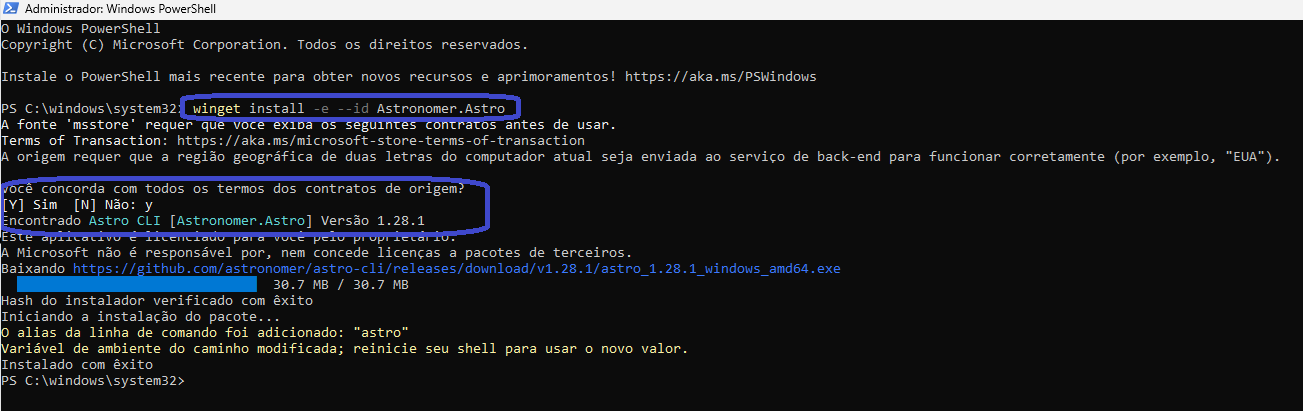 Administrador: Windows PowerShell
O Windows PowerShell
Copyright (C) Microsoft Corporation. Todos os direitos reservados.
Instale o PowerShell mais recente para obter novos recursos e aprimoramentos! https://aka.ms/PSWindows
PS C:\windows\system32> winget install -e --id Astronomer.Astro
A fonte 'msstore' requer que você exiba os seguintes contratos antes de usar.
Terms of Transaction: https://aka.ms/microsoft-store-terms-of-transaction
A origem requer que a região geográfica de duas letras do computador atual seja enviada ao serviço de back-end para funcionar corretamente (por exemplo, "EUA").
Você concorda com todos os termos dos contratos de origem?
[Y] Sim  [N] Não: y
Encontrado Astro CLI [Astronomer.Astro] Versão 1.28.1
Este aplicativo é licenciado para você pelo proprietário.
A Microsoft não é responsável por, nem concede licenças a pacotes de terceiros.
Baixando https://github.com/astronomer/astro-cli/releases/download/v1.28.1/astro_1.28.1_windows_amd64.exe
30.7 MB / 30.7 MB
Hash do instalador verificado com êxito
Iniciando a instalação do pacote...
O alias da linha de comando foi adicionado: "astro"
Variável de ambiente do caminho modificada; reinicie seu shell para usar o novo valor.
Instalado com êxito
PS C:\windows\system32>